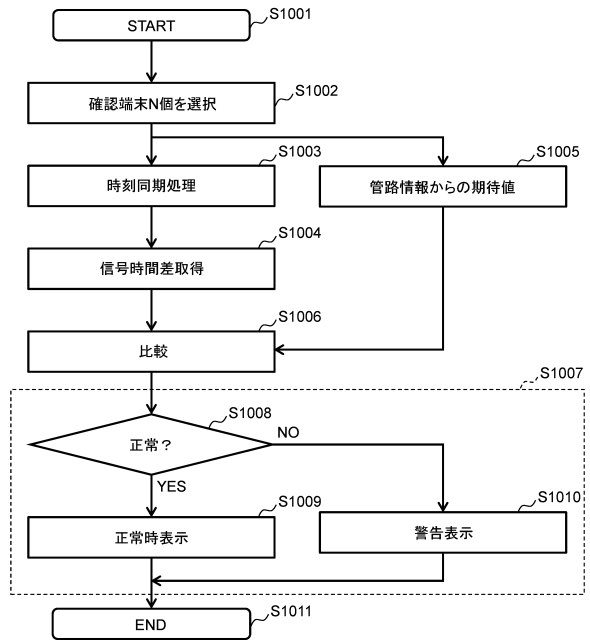 START
S1001
確認端末N個を選択
S1002
時刻同期処理
S1003
管路情報からの期待値
S1005
信号時間差取得
S1004
比較
S1006
S1007
正常？
S1008
NO
YES
正常時表示
S1009
警告表示
S1010
END
S1011